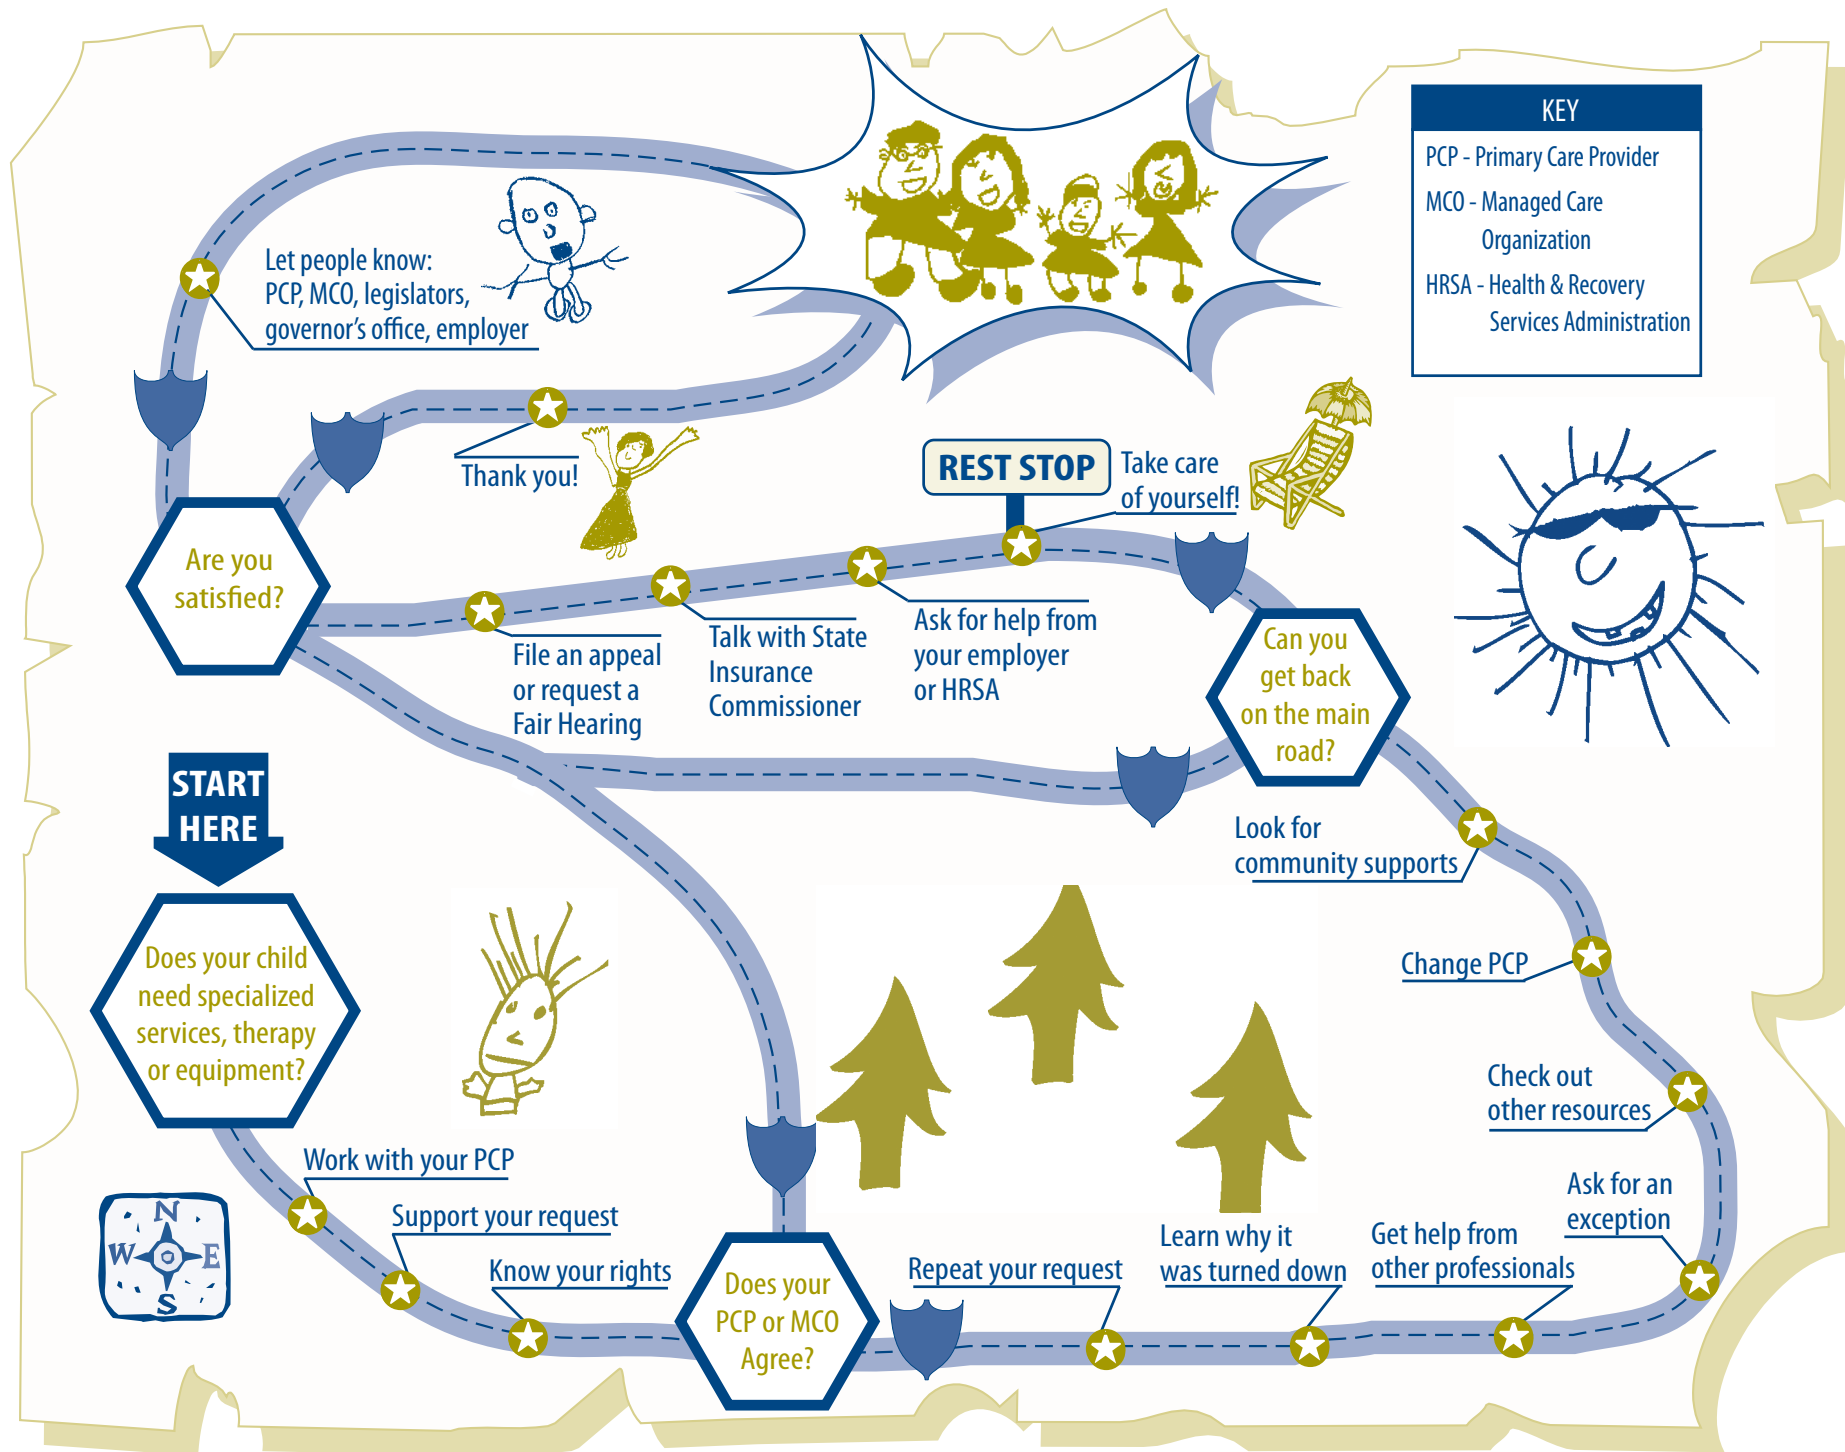 KEY
PCP - Primary Care Provider
MCO - Managed Care
Organization
HRSA - Health & Recovery
Services Administration
Let people know:
PCP, MCO, legislators,
governor's office, employer
Thank you!
REST STOP
Take care
of yourself!
Are you
satisfied?
File an appeal
or request a
Fair Hearing
Talk with State
Insurance
Commissioner
Ask for help from
your employer
or HRSA
Can you
get back
on the main
road?
START
HERE
Look for
community supports
Does your child
need specialized
services, therapy
or equipment?
Change PCP
Check out
other resources
Work with your PCP
Support your request
Know your rights
N
W E
S
Does your
PCP or MCO
Agree?
Repeat your request
Learn why it
was turned down
Get help from
other professionals
Ask for an
exception